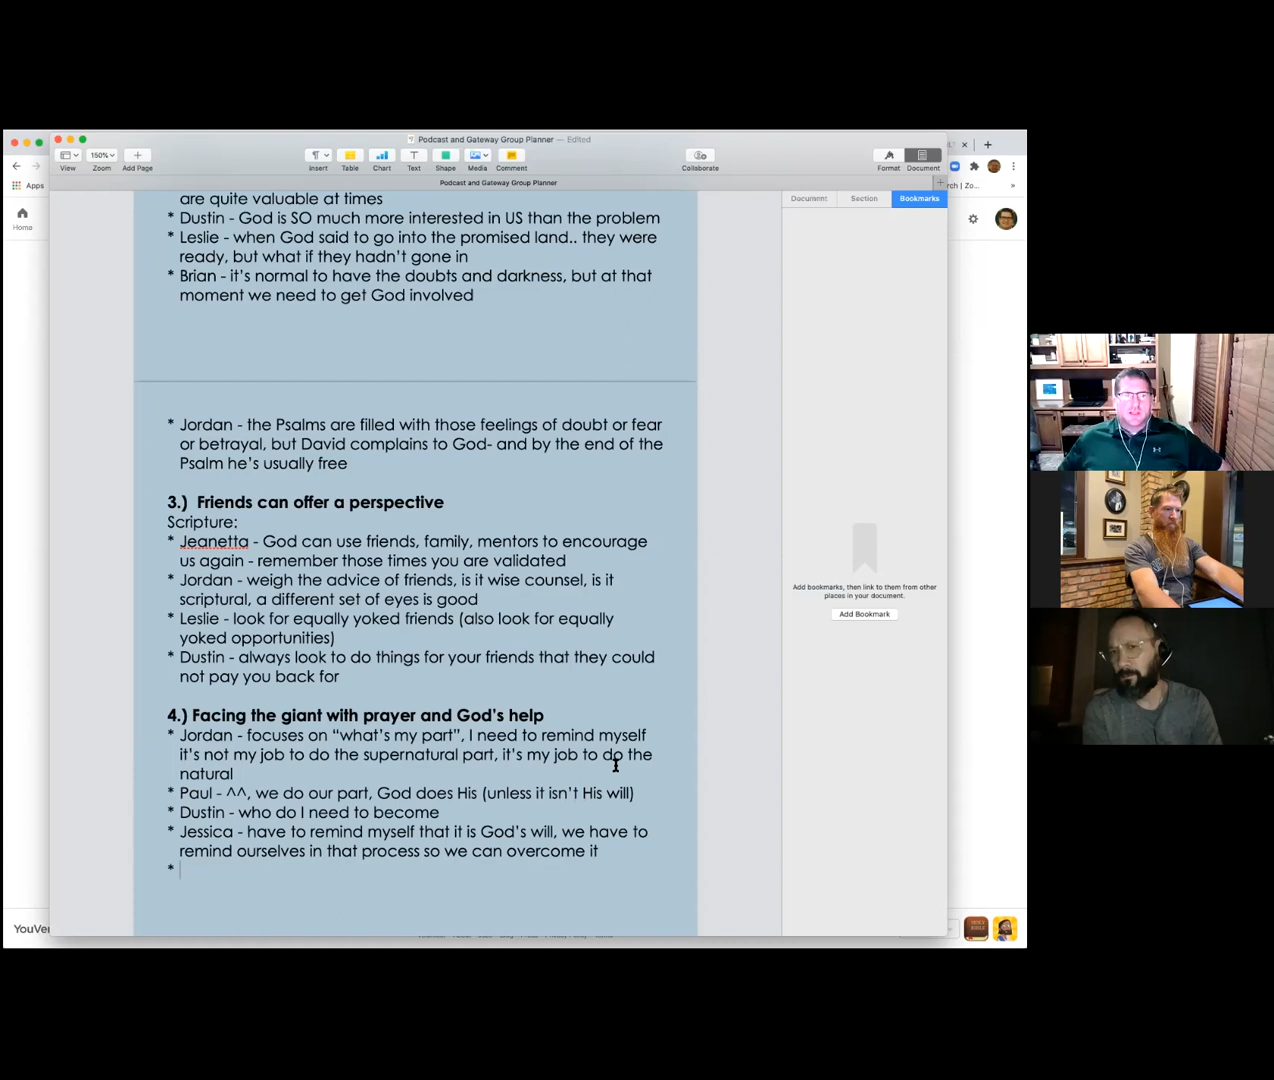 Podcast and Gateway Group Planner — Edited
150%
View
Zoom
Add Page
Insert
Table
Chart
Text
Shape
Media
Comment
Collaborate
Format
Document
Apps
Podcast and Gateway Group Planner
Home
Section
Bookmarks
are quite valuable at times
* Dustin - God is SO much more interested in US than the problem
* Leslie - when God said to go into the promised land.. they were
ready, but what if they hadn’t gone in
* Brian - it’s normal to have the doubts and darkness, but at that
moment we need to get God involved
* Jordan - the Psalms are filled with those feelings of doubt or fear
or betrayal, but David complains to God- and by the end of the
Psalm he’s usually free
3.) Friends can offer a perspective
Scripture:
* Jeanetta - God can use friends, family, mentors to encourage
us again - remember those times you are validated
* Jordan - weigh the advice of friends, is it wise counsel, is it
scriptural, a different set of eyes is good
* Leslie - look for equally yoked friends (also look for equally
yoked opportunities)
* Dustin - always look to do things for your friends that they could
not pay you back for
4.) Facing the giant with prayer and God’s help
* Jordan - focuses on “what’s my part”, I need to remind myself
it’s not my job to do the supernatural part, it’s my job to do the
natural
* Paul - ^^, we do our part, God does His (unless it isn’t His will)
* Dustin - who do I need to become
* Jessica - have to remind myself that it is God’s will, we have to
remind ourselves in that process so we can overcome it
*
Add bookmarks, then link to them from other
places in your document.
Add Bookmark
HOLY
BIBLE